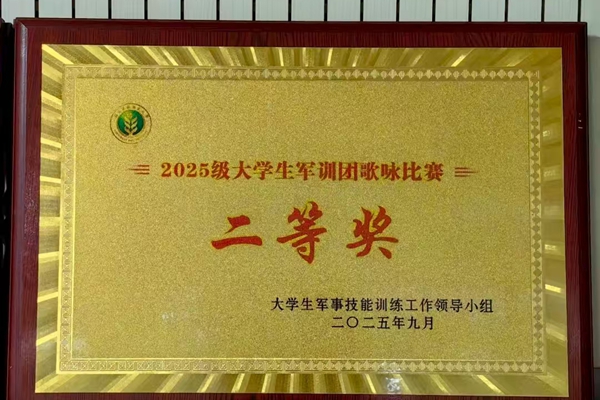 2025级大学生军训团歌咏比赛
二等奖
大学生军事技能训练工作领导小组
二〇二五年九月